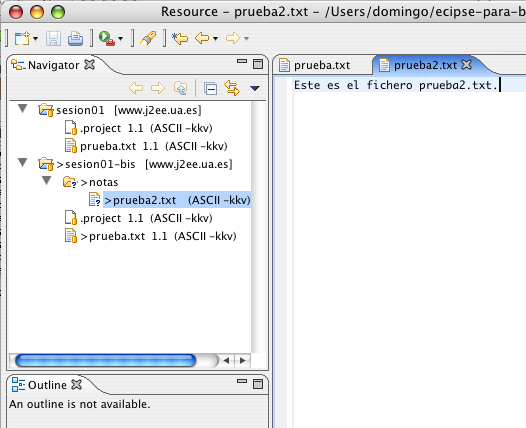 Resource – prueba2.txt – /Users/domingo/ecipse-para-b
Navigator
sesion01 [www.j2ee.ua.es]
.project 1.1 (ASCII -kkv)
prueba.txt 1.1 (ASCII -kkv)
>sesion01-bis [www.j2ee.ua.es]
>notas
>prueba2.txt (ASCII -kkv)
.project 1.1 (ASCII -kkv)
>prueba.txt 1.1 (ASCII -kkv)
Outline
An outline is not available.
prueba.txt
prueba2.txt
Este es el fichero prueba2.txt.